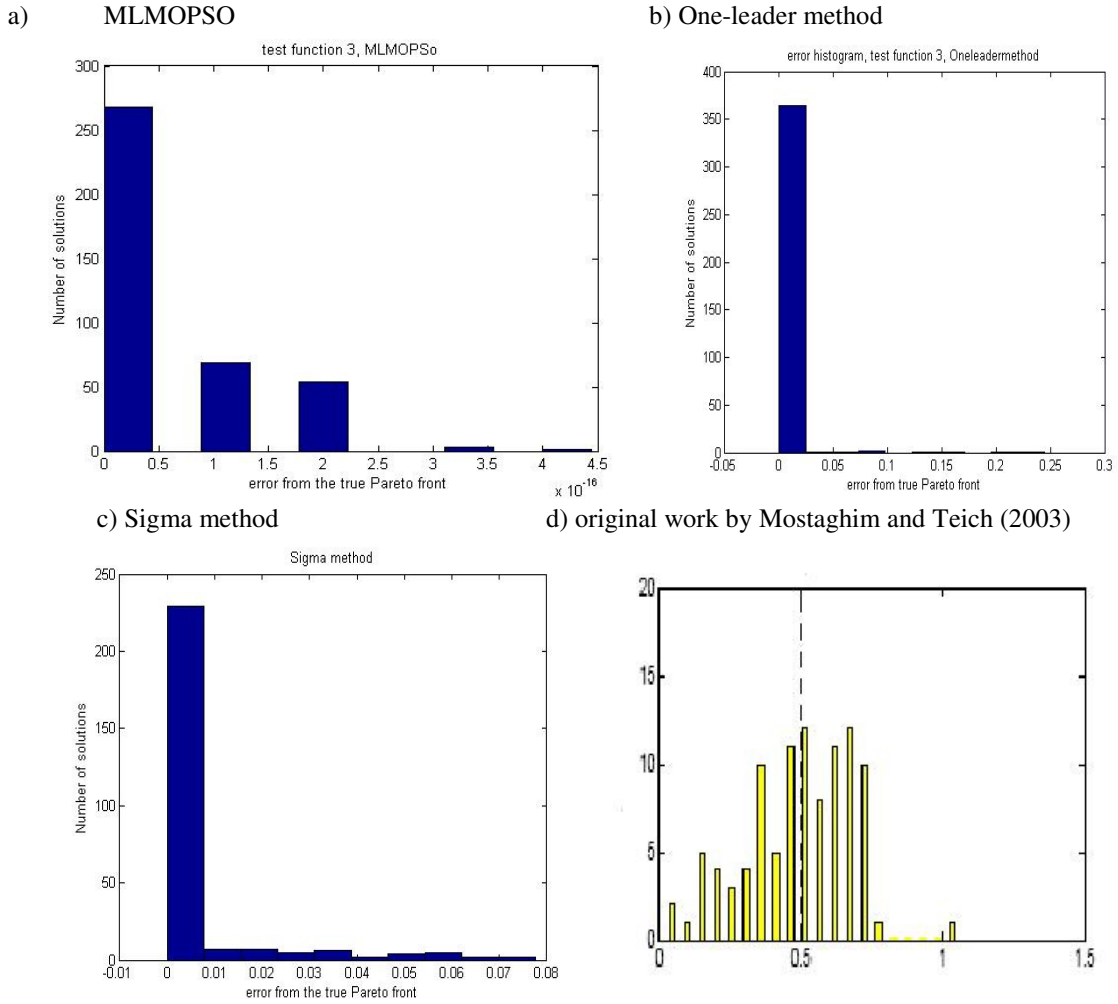 a) MLMOPSO
test function 3, MLMOPSo
300
250
200
150
100
50
0
Number of solutions
0 0.5 1 1.5 2 2.5 3 3.5 4 4.5
error from the true Pareto front
x 10^-16
b) One-leader method
error histogram, test function 3, Oneleadermethod
400
350
300
250
200
150
100
50
0
Number of solutions
-0.05 0 0.05 0.1 0.15 0.2 0.25 0.3
error from true Pareto front
c) Sigma method
Sigma method
250
200
150
100
50
0
Number of solutions
-0.01 0 0.01 0.02 0.03 0.04 0.05 0.06 0.07 0.08
error from the true Pareto front
d) original work by Mostaghim and Teich (2003)
20
15
10
5
0
0 0.5 1 1.5